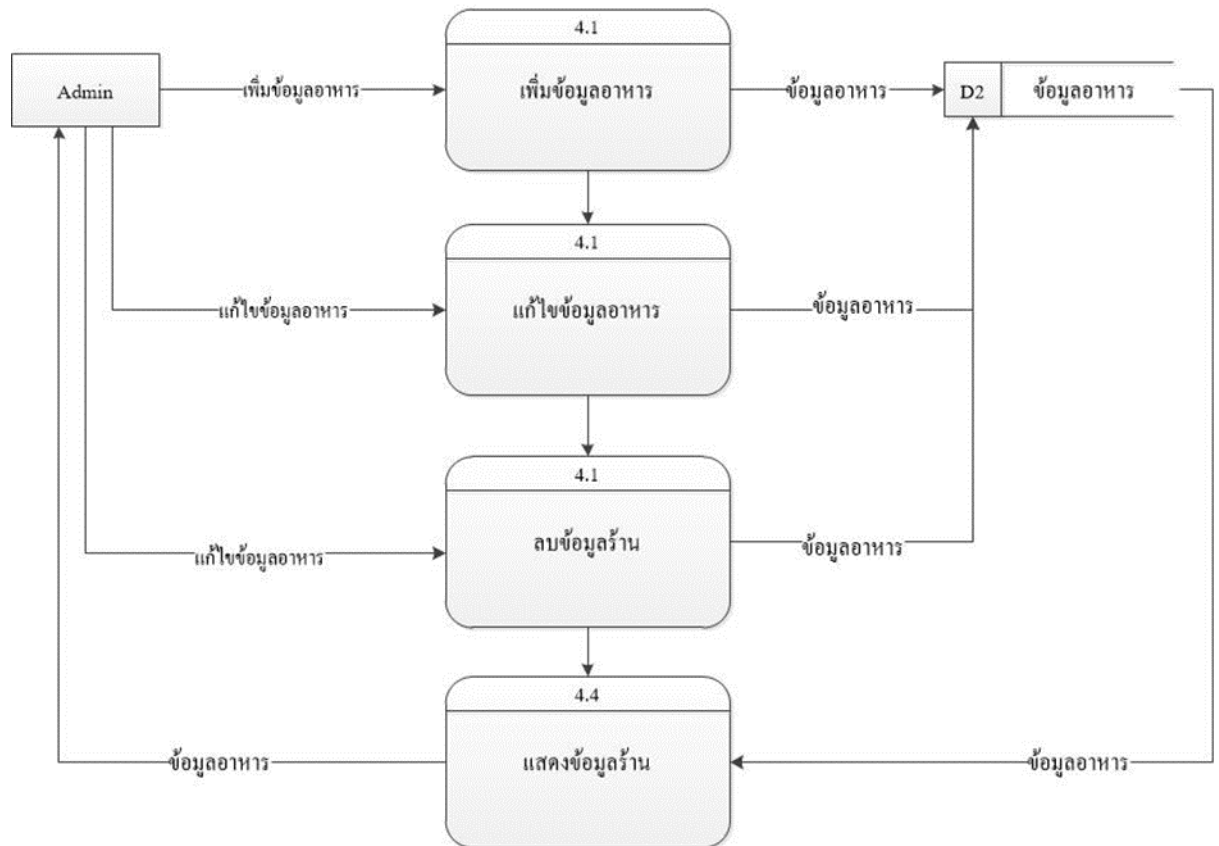 4.1
Admin
เพิ่มข้อมูลอาหาร
เพิ่มข้อมูลอาหาร
ข้อมูลอาหาร
D2
ข้อมูลอาหาร
4.1
แก้ไขข้อมูลอาหาร
แก้ไขข้อมูลอาหาร
ข้อมูลอาหาร
4.1
แก้ไขข้อมูลอาหาร
ลบข้อมูลร้าน
ข้อมูลอาหาร
4.4
ข้อมูลอาหาร
แสดงข้อมูลร้าน
ข้อมูลอาหาร